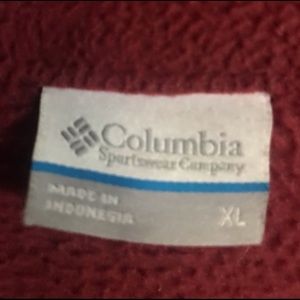 Columbia
Sportswear Company
MADE IN
INDONESIA
XL